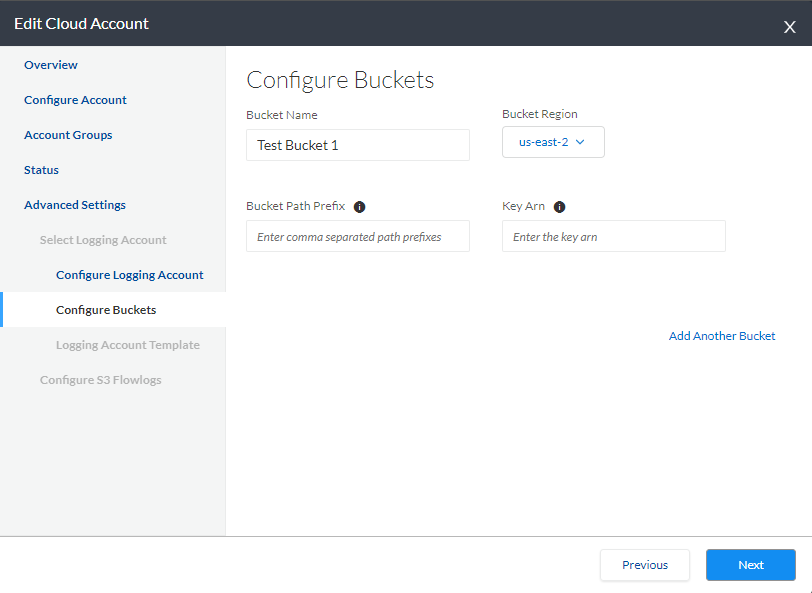 Edit Cloud Account
X
Overview
Configure Account
Account Groups
Status
Advanced Settings
Select Logging Account
Configure Logging Account
Configure Buckets
Logging Account Template
Configure S3 Flowlogs
Configure Buckets
Bucket Name
Bucket Region
Test Bucket 1
us-east-2
Bucket Path Prefix i
Key Arn i
Enter comma separated path prefixes
Enter the key arn
Add Another Bucket
Previous
Next